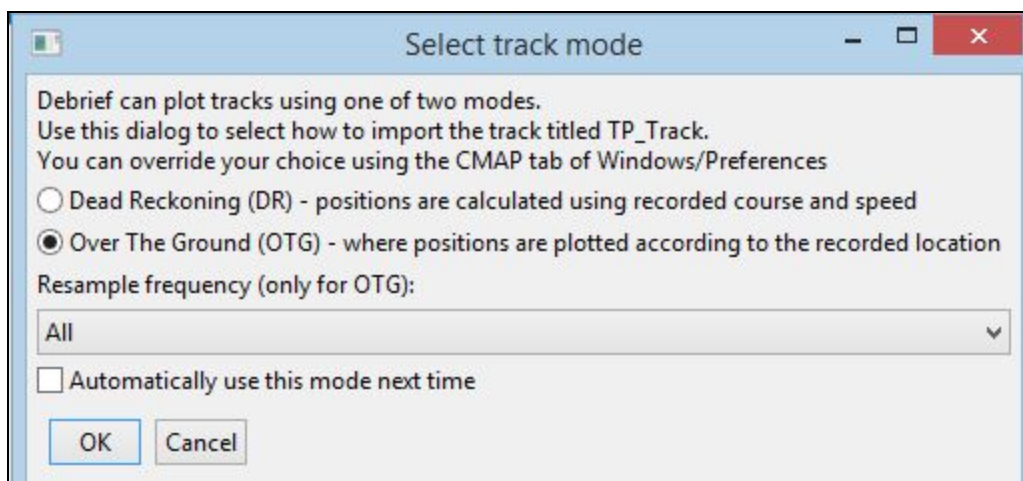 Select track mode
Debrief can plot tracks using one of two modes.
Use this dialog to select how to import the track titled TP_Track.
You can override your choice using the CMAP tab of Windows/Preferences
Dead Reckoning (DR) - positions are calculated using recorded course and speed
Over The Ground (OTG) - where positions are plotted according to the recorded location
Resample frequency (only for OTG):
All
Automatically use this mode next time
OK Cancel